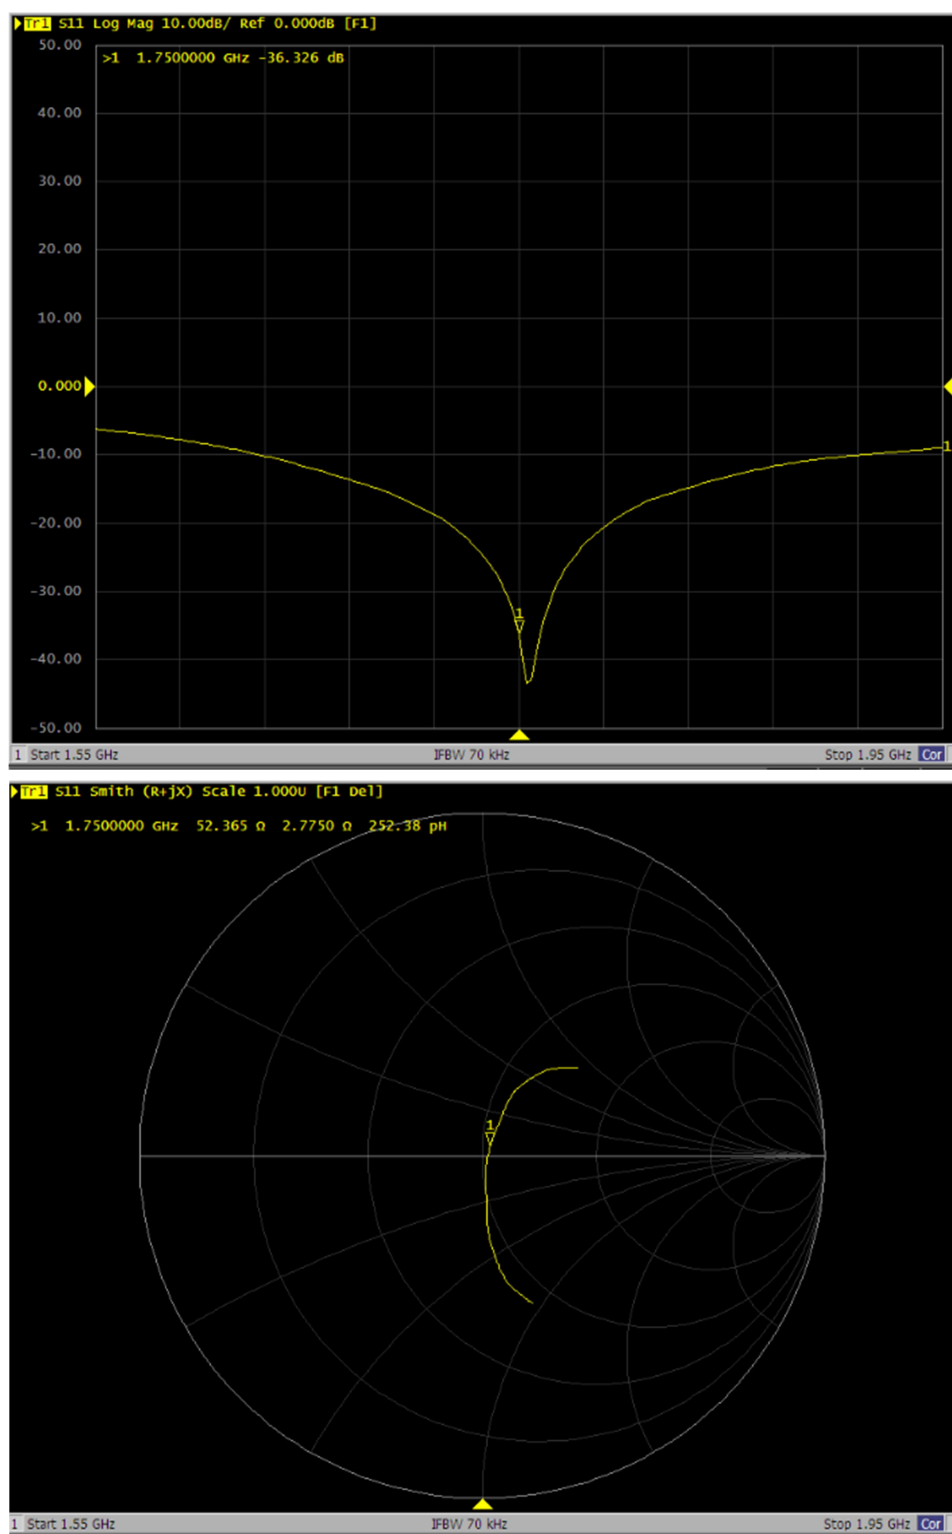 Tr1 S11 Log Mag 10.00dB/ Ref 0.000dB [F1]
50.00
>1 1.7500000 GHz -36.326 dB
40.00
30.00
20.00
10.00
0.000
-10.00
1
-20.00
-30.00
1
-40.00
-50.00
1 Start 1.55 GHz IFBW 70 kHz Stop 1.95 GHz Cor
Tr1 S11 Smith (R+jX) Scale 1.000U [F1 Del]
>1 1.7500000 GHz 52.365 Ω 2.7750 Ω 252.38 pH
1
1 Start 1.55 GHz IFBW 70 kHz Stop 1.95 GHz Cor